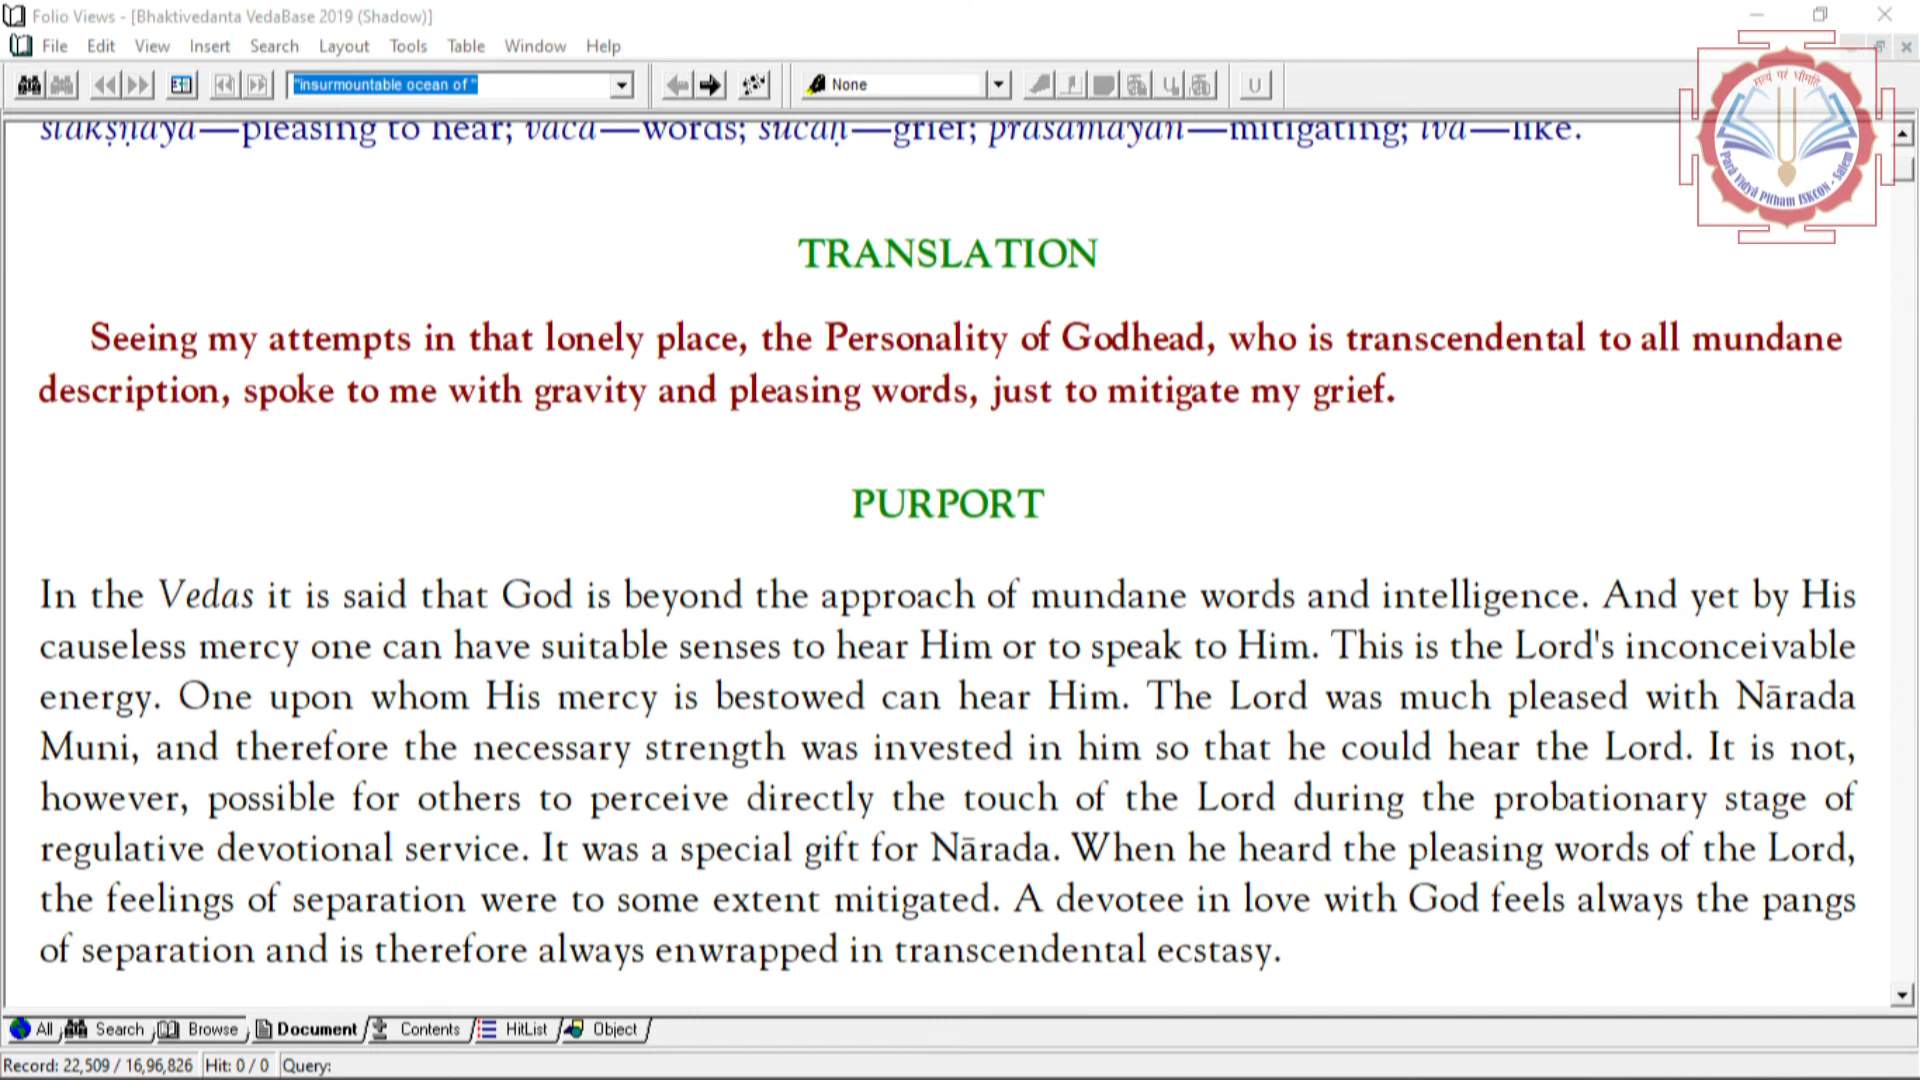 Folio Views - [Bhaktivedanta VedaBase 2019 (Shadow)]
File Edit View Insert Search Layout Tools Table Window Help
"insurmountable ocean of " None U
ślakṣṇayā—pleasing to hear; vācā—words; śucaḥ—grief; praśamayan—mitigating; iva—like.
सत्यं परं धीमहि
Para Vidya Pitham ISKCON - Salem
TRANSLATION
Seeing my attempts in that lonely place, the Personality of Godhead, who is transcendental to all mundane
description, spoke to me with gravity and pleasing words, just to mitigate my grief.
PURPORT
In the Vedas it is said that God is beyond the approach of mundane words and intelligence. And yet by His
causeless mercy one can have suitable senses to hear Him or to speak to Him. This is the Lord's inconceivable
energy. One upon whom His mercy is bestowed can hear Him. The Lord was much pleased with Nārada
Muni, and therefore the necessary strength was invested in him so that he could hear the Lord. It is not,
however, possible for others to perceive directly the touch of the Lord during the probationary stage of
regulative devotional service. It was a special gift for Nārada. When he heard the pleasing words of the Lord,
the feelings of separation were to some extent mitigated. A devotee in love with God feels always the pangs
of separation and is therefore always enwrapped in transcendental ecstasy.
All Search Browse Document Contents HitList Object
Record: 22,509 / 16,96,826 Hit: 0 / 0 Query: